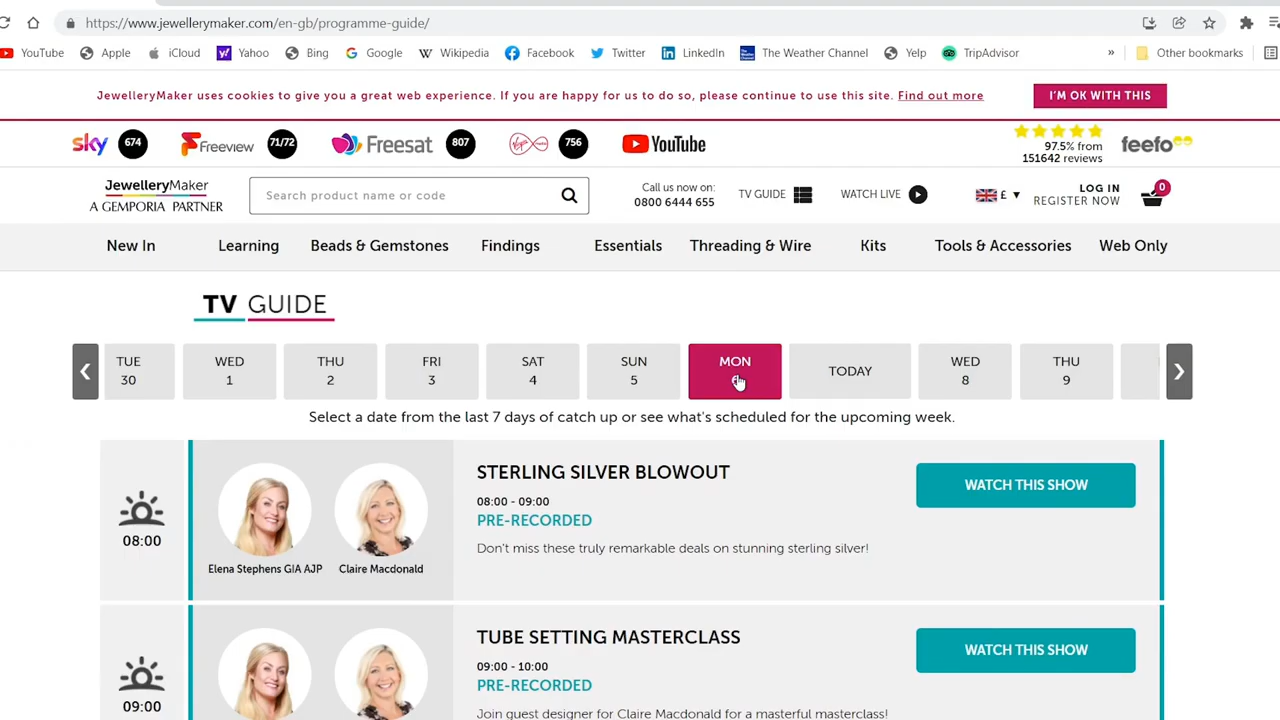 https://www.jewellerymaker.com/en-gb/programme-guide/
YouTube Apple iCloud Yahoo Bing Google Wikipedia Facebook Twitter LinkedIn The Weather Channel Yelp TripAdvisor » Other bookmarks
JewelleryMaker uses cookies to give you a great web experience. If you are happy for us to do so, please continue to use this site. Find out more
I'M OK WITH THIS
sky 674 Freeview 71/72 Freesat 807 756 YouTube
97.5% from
151642 reviews
feefo
JewelleryMaker
A GEMPORIA PARTNER
Search product name or code
Call us now on:
0800 6444 655
TV GUIDE
WATCH LIVE
£
LOG IN
REGISTER NOW
0
New In Learning Beads & Gemstones Findings Essentials Threading & Wire Kits Tools & Accessories Web Only
TV GUIDE
TUE
30
WED
1
THU
2
FRI
3
SAT
4
SUN
5
MON
TODAY
WED
8
THU
9
Select a date from the last 7 days of catch up or see what's scheduled for the upcoming week.
08:00
Elena Stephens GIA AJP
Claire Macdonald
STERLING SILVER BLOWOUT
08:00 - 09:00
PRE-RECORDED
Don't miss these truly remarkable deals on stunning sterling silver!
WATCH THIS SHOW
09:00
TUBE SETTING MASTERCLASS
09:00 - 10:00
PRE-RECORDED
Join guest designer for Claire Macdonald for a masterful masterclass!
WATCH THIS SHOW